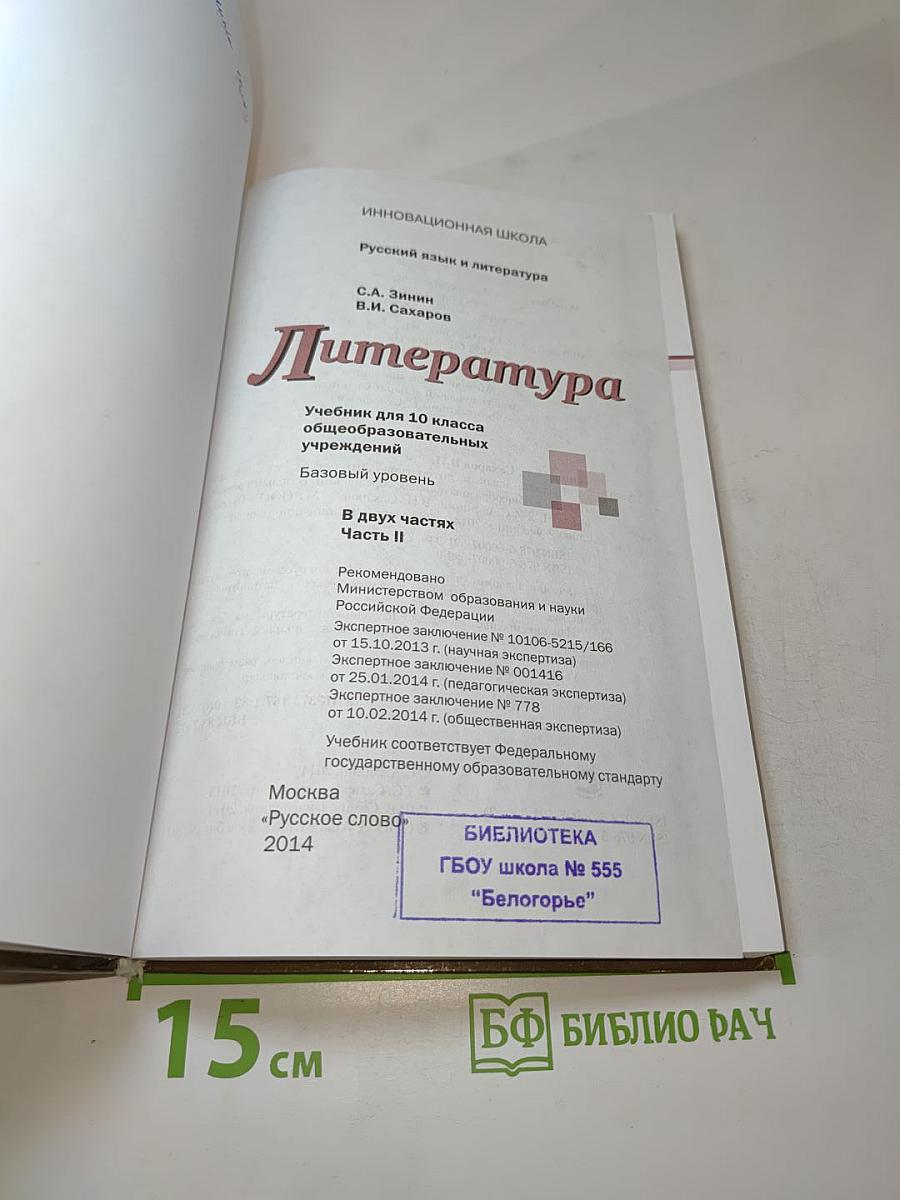 ИННОВАЦИОННАЯ ШКОЛА
Русский язык и литература
С.А. Зинин
В.И. Сахаров
Литература
Учебник для 10 класса
общеобразовательных
учреждений
Базовый уровень
В двух частях
Часть II
Рекомендовано
Министерством образования и науки
Российской Федерации
Экспертное заключение № 10106-5215/166
от 15.10.2013 г. (научная экспертиза)
Экспертное заключение № 001416
от 25.01.2014 г. (педагогическая экспертиза)
Экспертное заключение № 778
от 10.02.2014 г. (общественная экспертиза)
Учебник соответствует Федеральному
государственному образовательному стандарту
Москва
«Русское слово»
2014
БИБЛИОТЕКА
ГБОУ школа № 555
“Белогорье”
15 см
БФ БИБЛИО